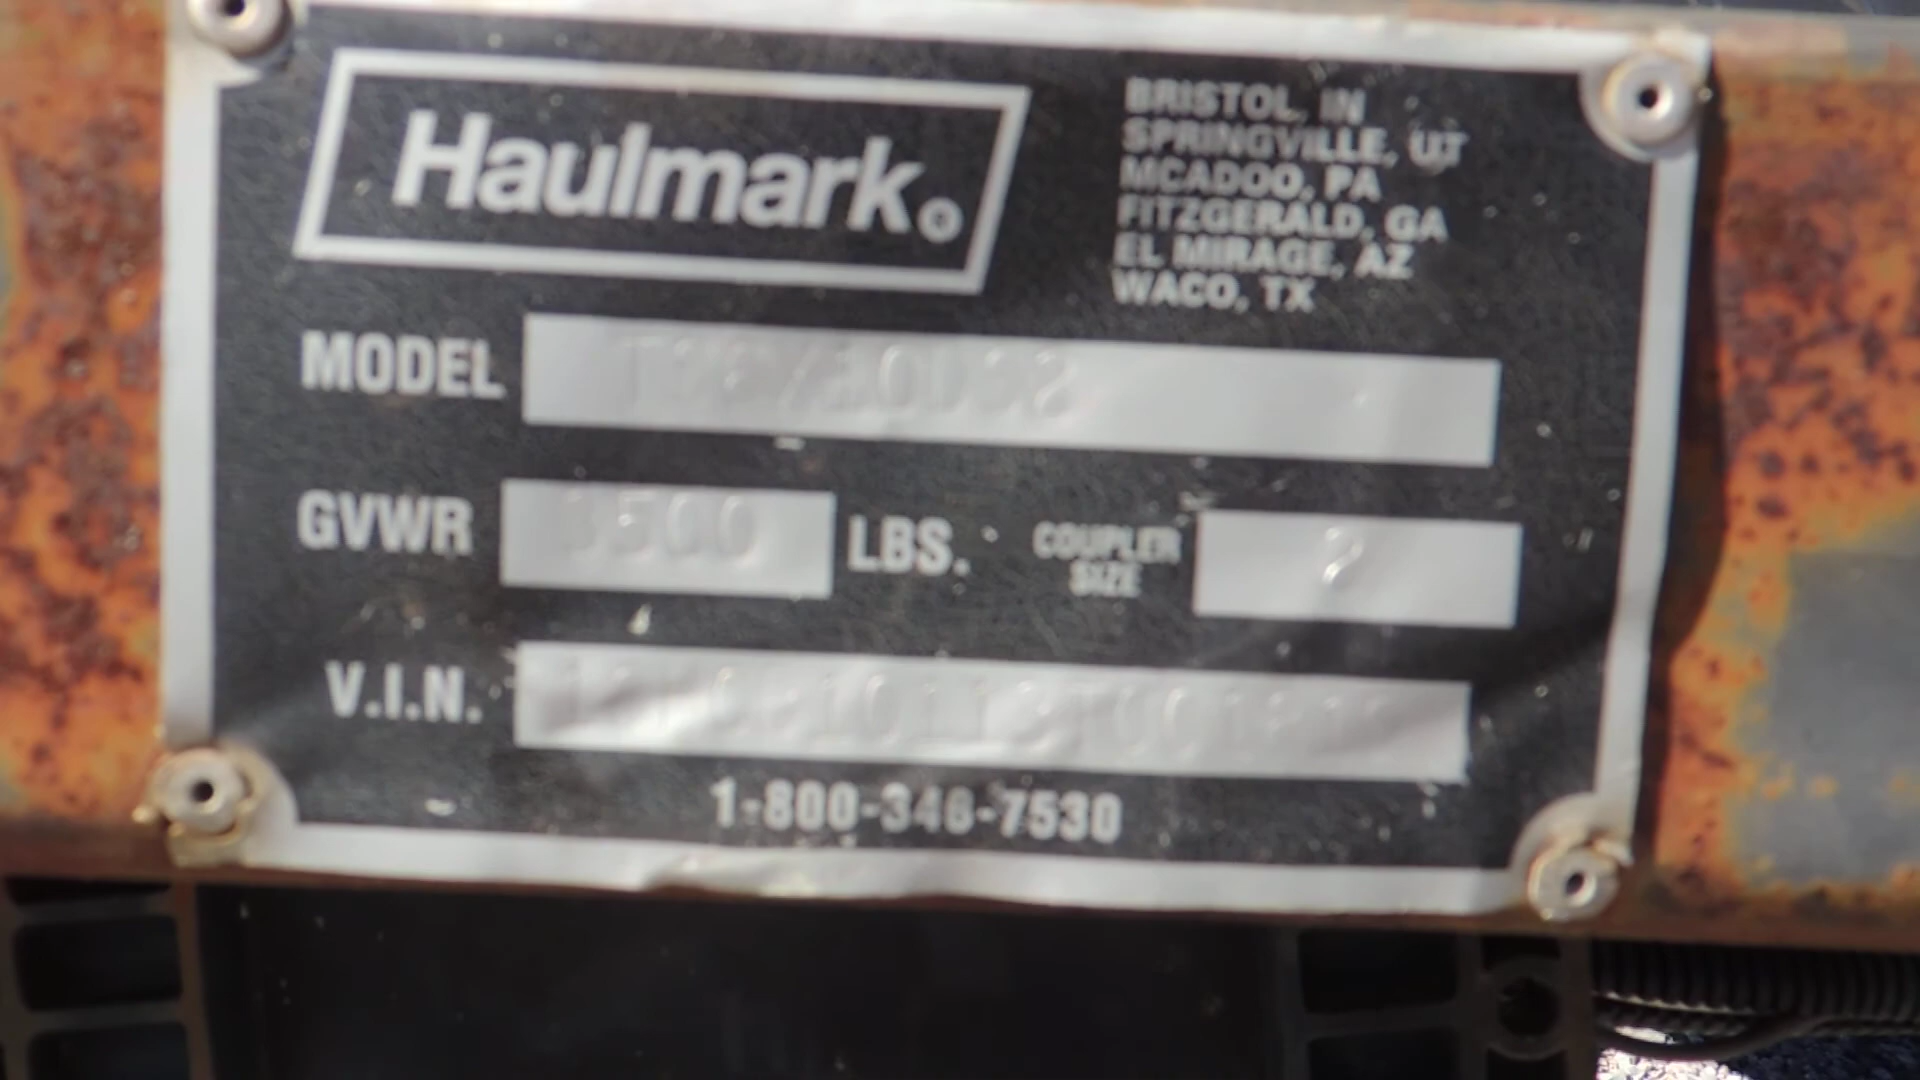 Haulmark®
BRISTOL, IN
SPRINGVILLE, UT
MCADOO, PA
FITZGERALD, GA
EL MIRAGE, AZ
WACO, TX
MODEL
GVWR 3500 LBS. COUPLER SIZE 2
V.I.N.
1-800-348-7530